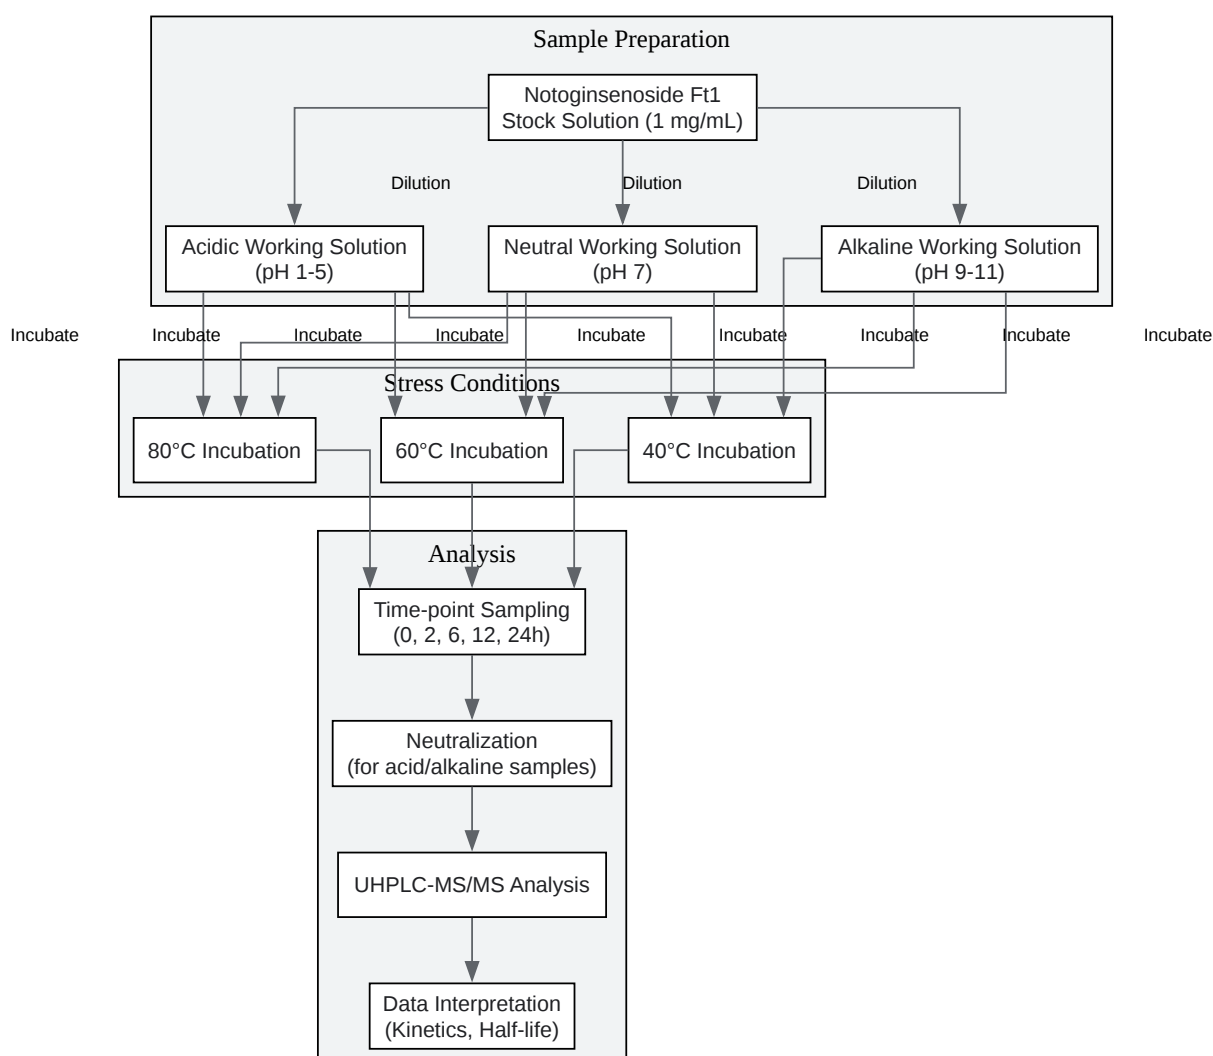 Sample Preparation
Notoginsenoside Ft1
Stock Solution (1 mg/mL)
Dilution
Dilution
Dilution
Acidic Working Solution
(pH 1-5)
Neutral Working Solution
(pH 7)
Alkaline Working Solution
(pH 9-11)
Incubate
Incubate
Incubate
Incubate
Incubate
Incubate
Incubate
Incubate
Incubate
Stress Conditions
80°C Incubation
60°C Incubation
40°C Incubation
Analysis
Time-point Sampling
(0, 2, 6, 12, 24h)
Neutralization
(for acid/alkaline samples)
UHPLC-MS/MS Analysis
Data Interpretation
(Kinetics, Half-life)